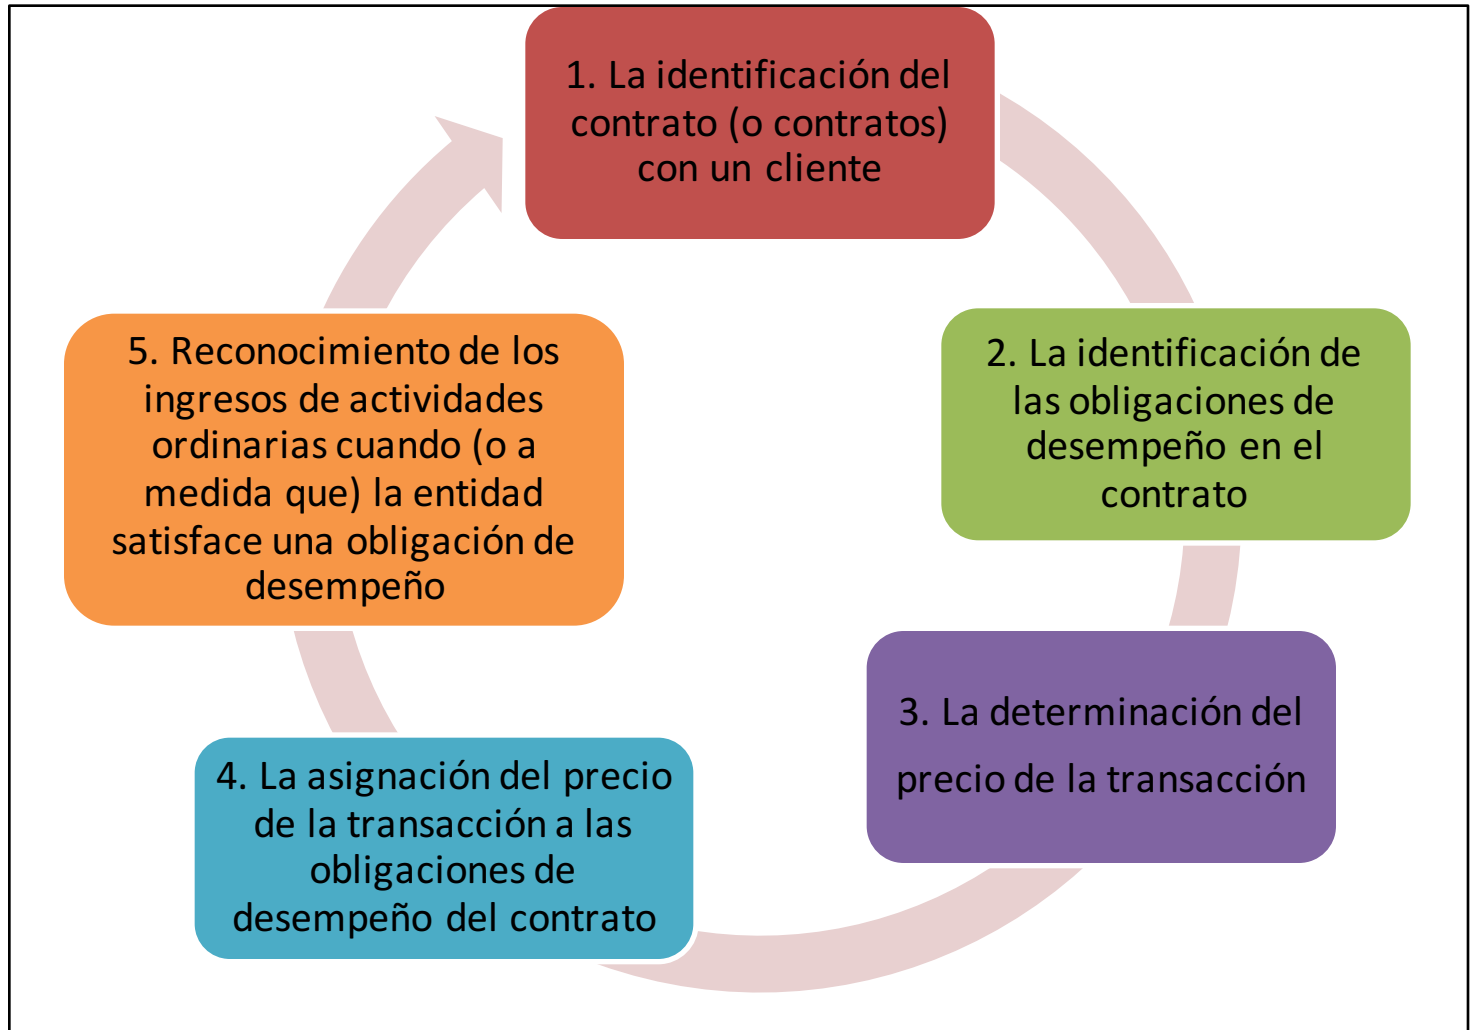 1. La identificación del
contrato (o contratos)
con un cliente
2. La identificación de
las obligaciones de
desempeño en el
contrato
3. La determinación del
precio de la transacción
4. La asignación del precio
de la transacción a las
obligaciones de
desempeño del contrato
5. Reconocimiento de los
ingresos de actividades
ordinarias cuando (o a
medida que) la entidad
satisface una obligación de
desempeño